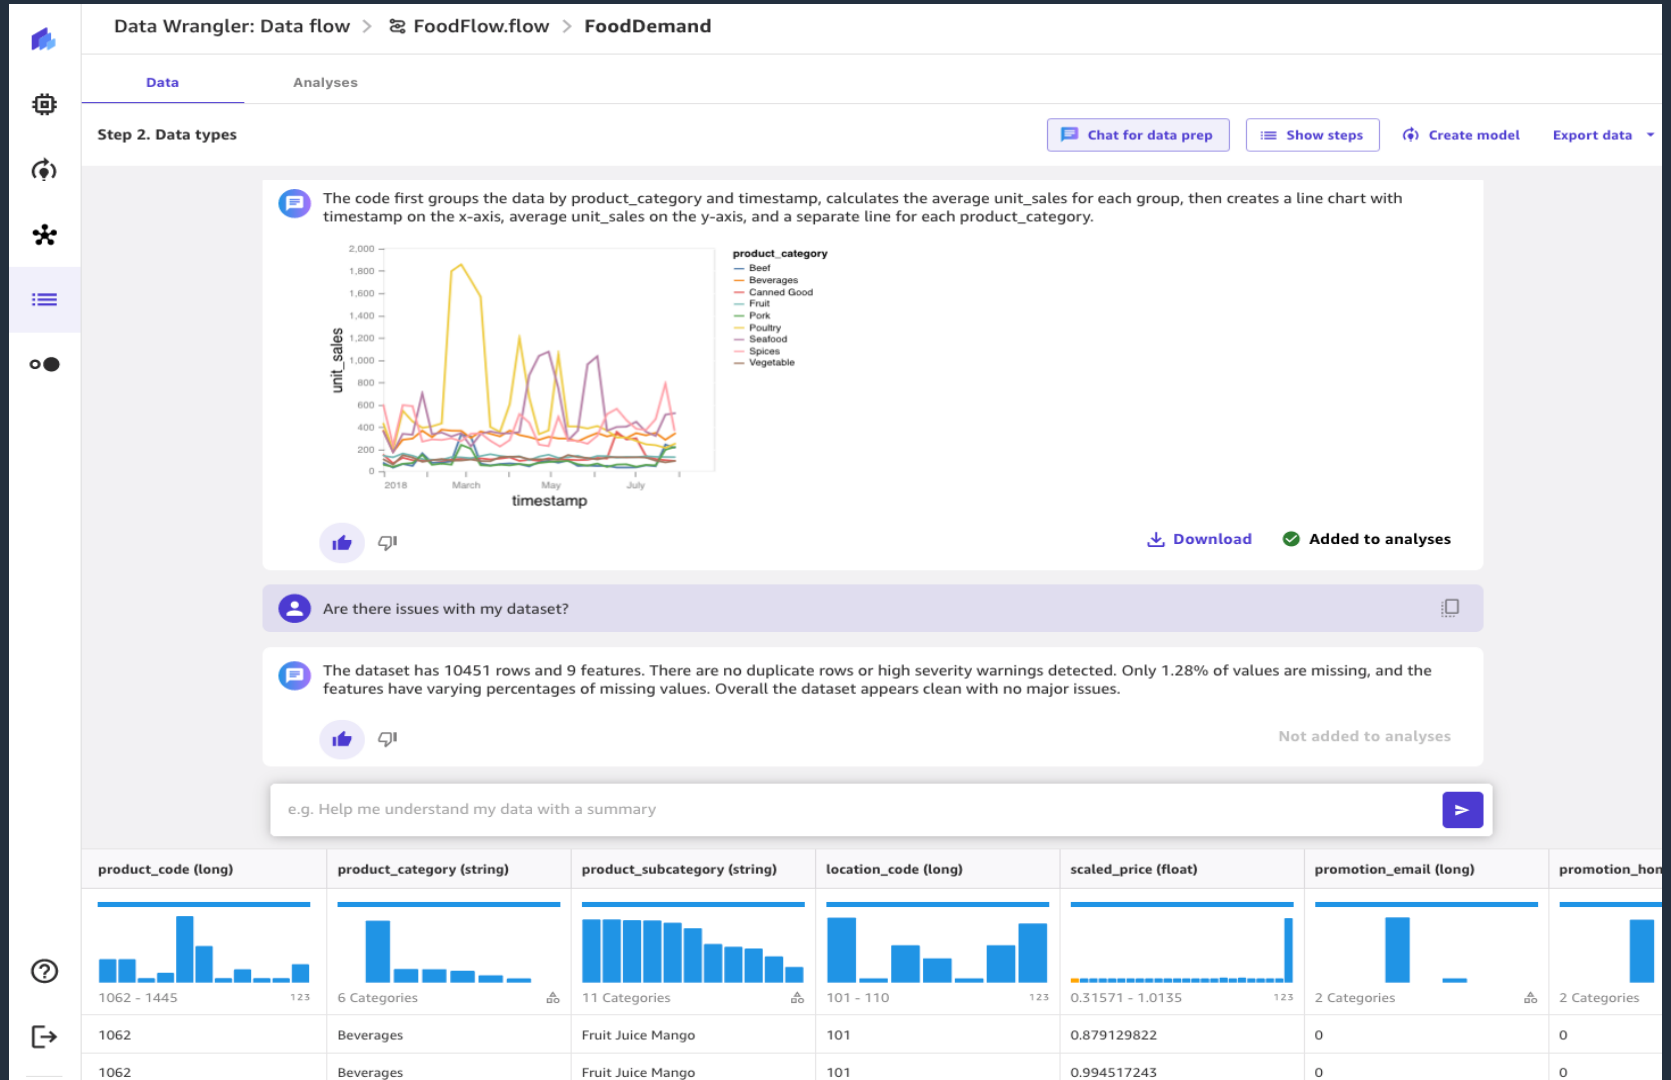 Data Wrangler: Data flow > FoodFlow.flow > FoodDemand
Data Analyses
Step 2. Data types
Chat for data prep
Show steps
Create model
Export data
The code first groups the data by product_category and timestamp, calculates the average unit_sales for each group, then creates a line chart with
timestamp on the x-axis, average unit_sales on the y-axis, and a separate line for each product_category.
2,000
1,800
1,600
1,400
1,200
1,000
800
600
400
200
0
unit_sales
2018 March May July
timestamp
product_category
Beef
Beverages
Canned Good
Fruit
Pork
Poultry
Seafood
Spices
Vegetable
Download
Added to analyses
Are there issues with my dataset?
The dataset has 10451 rows and 9 features. There are no duplicate rows or high severity warnings detected. Only 1.28% of values are missing, and the
features have varying percentages of missing values. Overall the dataset appears clean with no major issues.
Not added to analyses
e.g. Help me understand my data with a summary
product_code (long) product_category (string) product_subcategory (string) location_code (long) scaled_price (float) promotion_email (long) promotion_hon
1062 - 1445 123 6 Categories 11 Categories 101 - 110 123 0.31571 - 1.0135 123 2 Categories 2 Categories
1062 Beverages Fruit Juice Mango 101 0.879129822 0 0
1062 Beverages Fruit Juice Mango 101 0.994517243 0 0